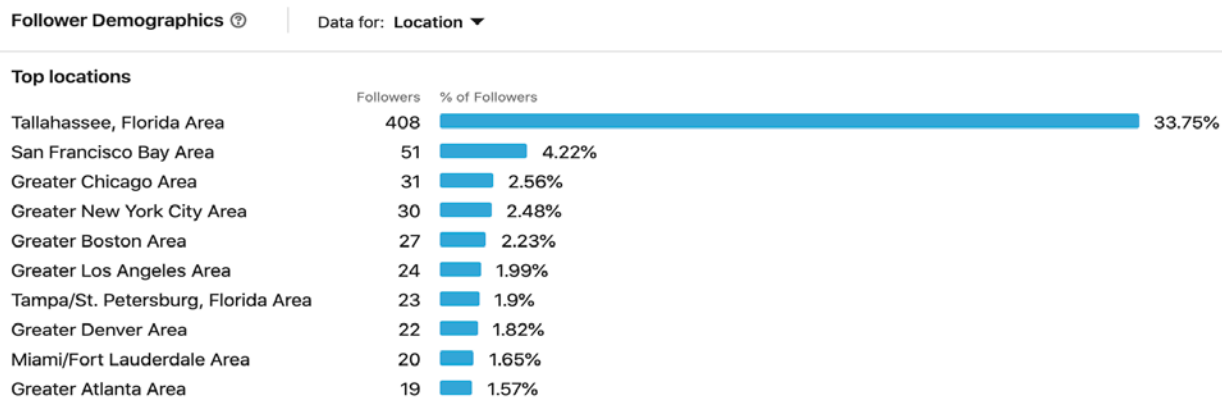 Follower Demographics ? Data for: Location
Top locations
Followers % of Followers
Tallahassee, Florida Area 408 33.75%
San Francisco Bay Area 51 4.22%
Greater Chicago Area 31 2.56%
Greater New York City Area 30 2.48%
Greater Boston Area 27 2.23%
Greater Los Angeles Area 24 1.99%
Tampa/St. Petersburg, Florida Area 23 1.9%
Greater Denver Area 22 1.82%
Miami/Fort Lauderdale Area 20 1.65%
Greater Atlanta Area 19 1.57%